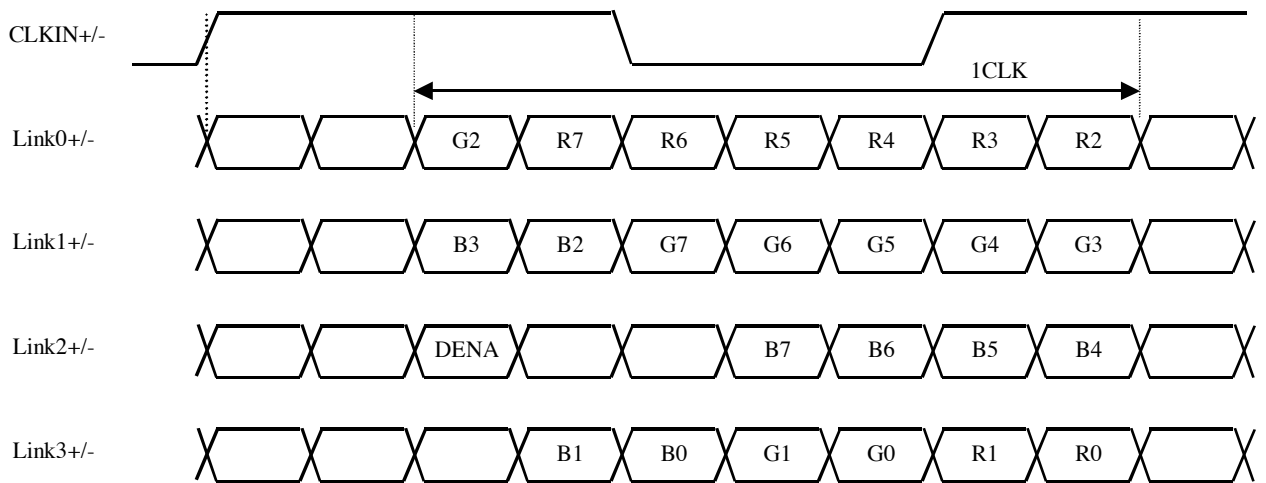 CLKIN+/-
1CLK
Link0+/- G2 R7 R6 R5 R4 R3 R2
Link1+/- B3 B2 G7 G6 G5 G4 G3
Link2+/- DENA B7 B6 B5 B4
Link3+/- B1 B0 G1 G0 R1 R0